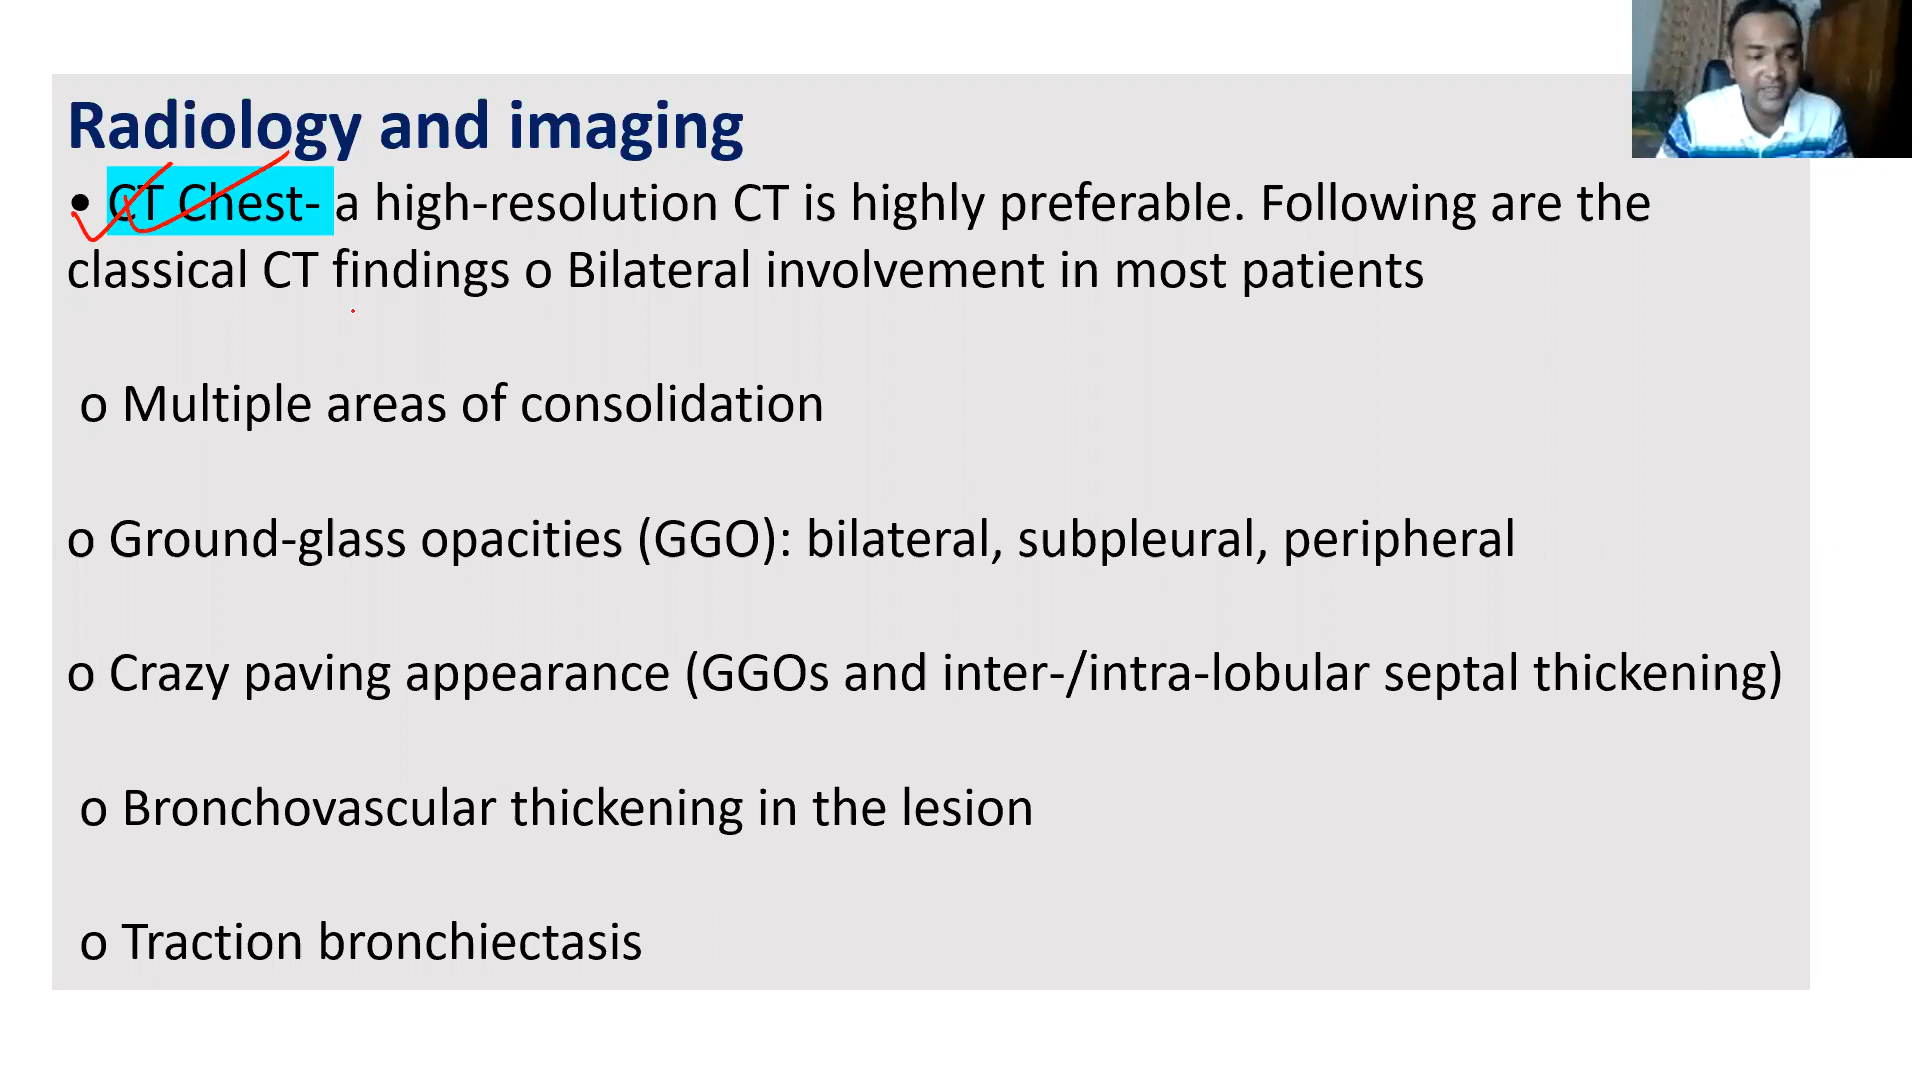 Radiology and imaging
• CT Chest- a high-resolution CT is highly preferable. Following are the
classical CT findings o Bilateral involvement in most patients
o Multiple areas of consolidation
o Ground-glass opacities (GGO): bilateral, subpleural, peripheral
o Crazy paving appearance (GGOs and inter-/intra-lobular septal thickening)
o Bronchovascular thickening in the lesion
o Traction bronchiectasis